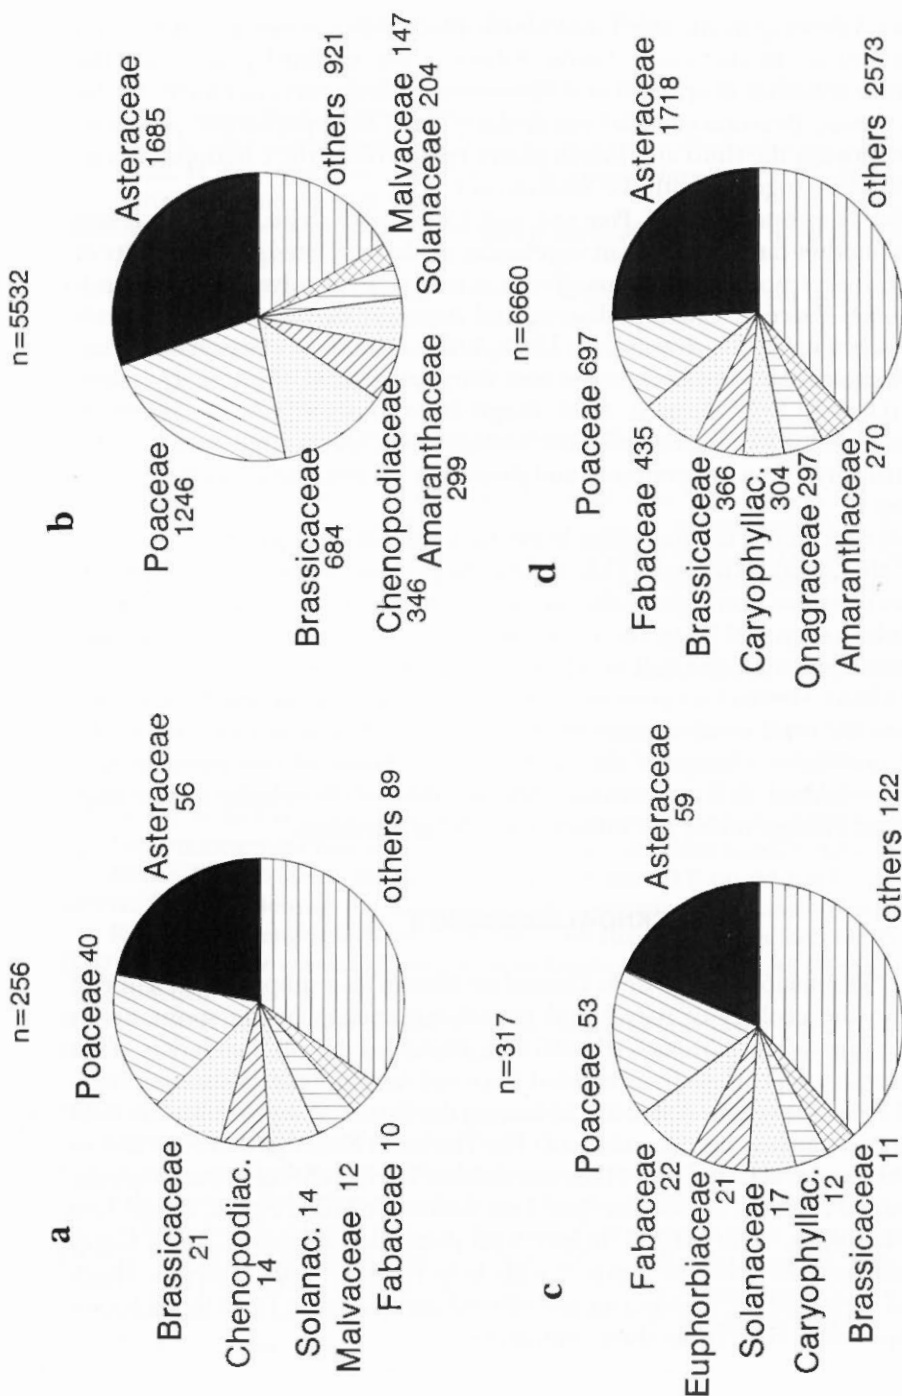 a
n=256
Asteraceae
56
Poaceae 40
Brassicaceae
21
Chenopodiac.
14
Solanac. 14
Malvaceae 12
Fabaceae 10
others 89
b
n=5532
Asteraceae
1685
Poaceae
1246
Brassicaceae
684
Chenopodiaceae
346
Amaranthaceae
299
Solanaceae 204
Malvaceae 147
others 921
c
n=317
Asteraceae
59
Poaceae 53
Fabaceae
22
Euphorbiaceae
21
Solanaceae
17
Caryophyllac.
12
Brassicaceae
11
others 122
d
n=6660
Asteraceae
1718
Poaceae 697
Fabaceae 435
Brassicaceae
366
Caryophyllac.
304
Onagraceae 297
Amaranthaceae
270
others 2573